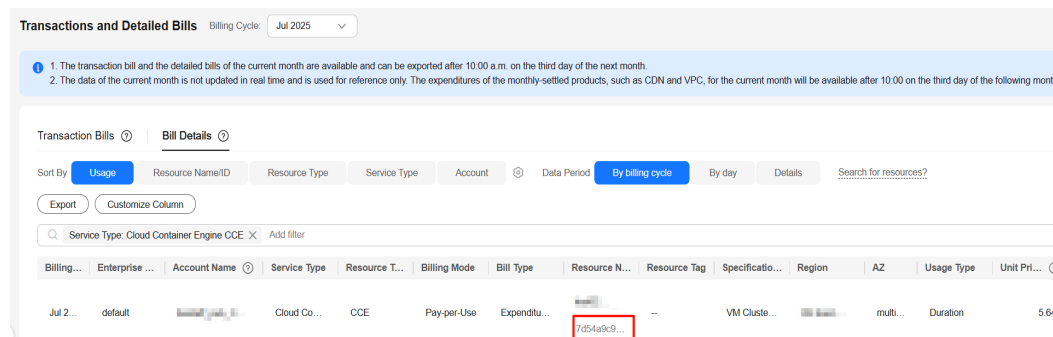 Transactions and Detailed Bills Billing Cycle: Jul 2025
1. The transaction bill and the detailed bills of the current month are available and can be exported after 10:00 a.m. on the third day of the next month.
2. The data of the current month is not updated in real time and is used for reference only. The expenditures of the monthly-settled products, such as CDN and VPC, for the current month will be available after 10:00 on the third day of the following mont
Transaction Bills ? Bill Details ?
Sort By Usage Resource Name/ID Resource Type Service Type Account Data Period By billing cycle By day Details Search for resources?
Export Customize Column
Service Type: Cloud Container Engine CCE X Add filter
Billing... Enterprise ... Account Name ? Service Type Resource T... Billing Mode Bill Type Resource N... Resource Tag Specificatio... Region AZ Usage Type Unit Pri...
Jul 2... default Cloud Co... CCE Pay-per-Use Expenditu... -- VM Cluste... multi... Duration 5.64
7d54a9c9...